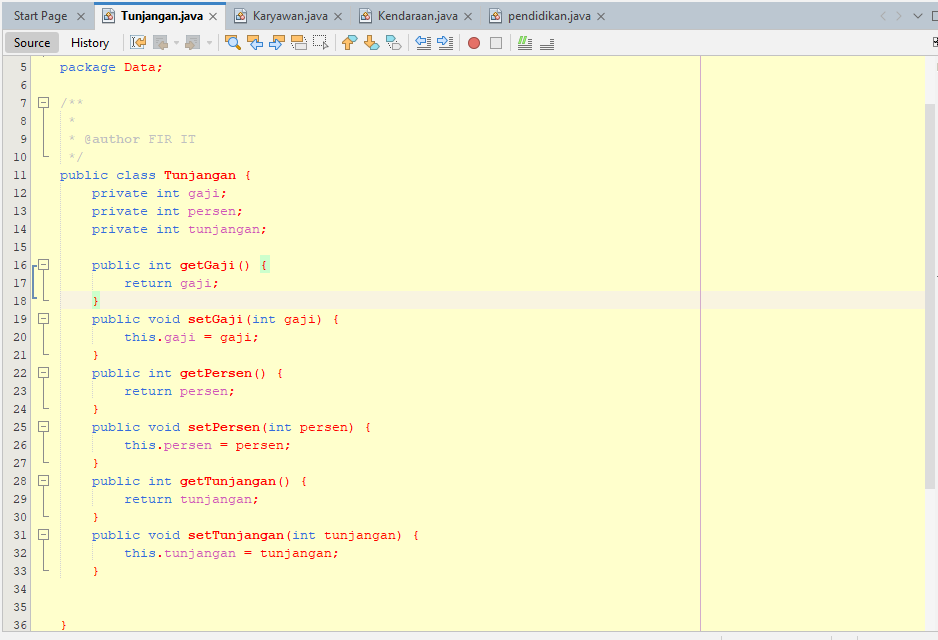 Start Page Tunjangan.java Karyawan.java Kendaraan.java pendidikan.java
Source History
5 package Data;
6
7 /**
8 *
9 * @author FIR IT
10 */
11 public class Tunjangan {
12 private int gaji;
13 private int persen;
14 private int tunjangan;
15
16 public int getGaji() {
17 return gaji;
18 }
19 public void setGaji(int gaji) {
20 this.gaji = gaji;
21 }
22 public int getPersen() {
23 return persen;
24 }
25 public void setPersen(int persen) {
26 this.persen = persen;
27 }
28 public int getTunjangan() {
29 return tunjangan;
30 }
31 public void setTunjangan(int tunjangan) {
32 this.tunjangan = tunjangan;
33 }
34
35
36 }